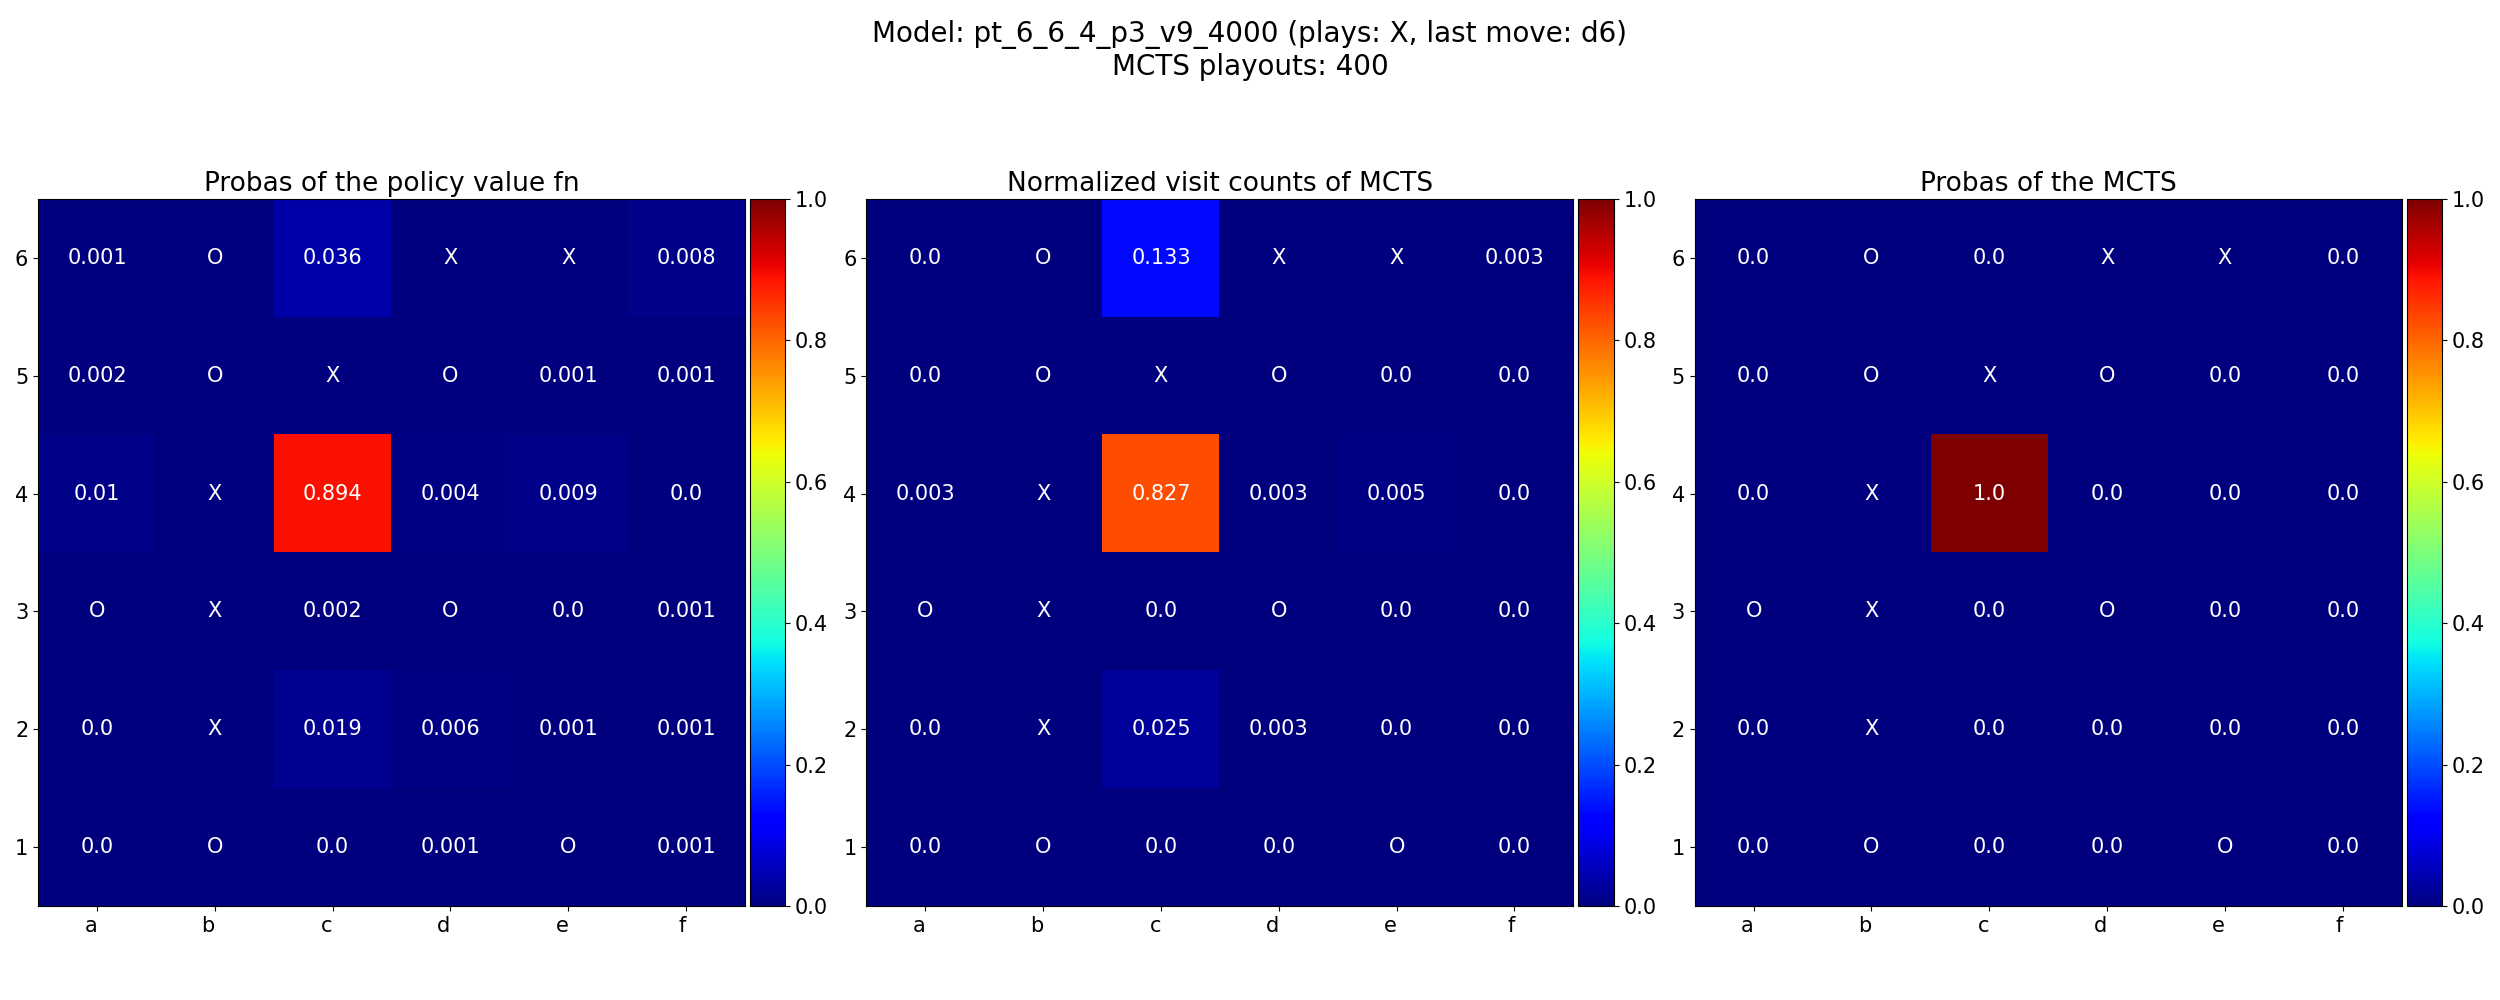 Model: pt_6_6_4_p3_v9_4000 (plays: X, last move: d6)
MCTS playouts: 400
Probas of the policy value fn
6 0.001 O 0.036 X X 0.008
5 0.002 O X O 0.001 0.001
4 0.01 X 0.894 0.004 0.009 0.0
3 O X 0.002 O 0.0 0.001
2 0.0 X 0.019 0.006 0.001 0.001
1 0.0 O 0.0 0.001 O 0.001
a b c d e f
1.0
0.8
0.6
0.4
0.2
0.0
Normalized visit counts of MCTS
6 0.0 O 0.133 X X 0.003
5 0.0 O X O 0.0 0.0
4 0.003 X 0.827 0.003 0.005 0.0
3 O X 0.0 O 0.0 0.0
2 0.0 X 0.025 0.003 0.0 0.0
1 0.0 O 0.0 0.0 O 0.0
a b c d e f
1.0
0.8
0.6
0.4
0.2
0.0
Probas of the MCTS
6 0.0 O 0.0 X X 0.0
5 0.0 O X O 0.0 0.0
4 0.0 X 1.0 0.0 0.0 0.0
3 O X 0.0 O 0.0 0.0
2 0.0 X 0.0 0.0 0.0 0.0
1 0.0 O 0.0 0.0 O 0.0
a b c d e f
1.0
0.8
0.6
0.4
0.2
0.0